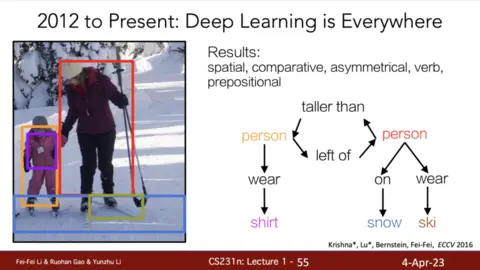 2012 to Present: Deep Learning is Everywhere
Results:
spatial, comparative, asymmetrical, verb,
prepositional
taller than
person
person
left of
wear
on
wear
shirt
snow
ski
Krishna*, Lu*, Bernstein, Fei-Fei, ECCV 2016
Fei-Fei Li & Ruohan Gao & Yunzhu Li
CS231n: Lecture 1 - 55
4-Apr-23